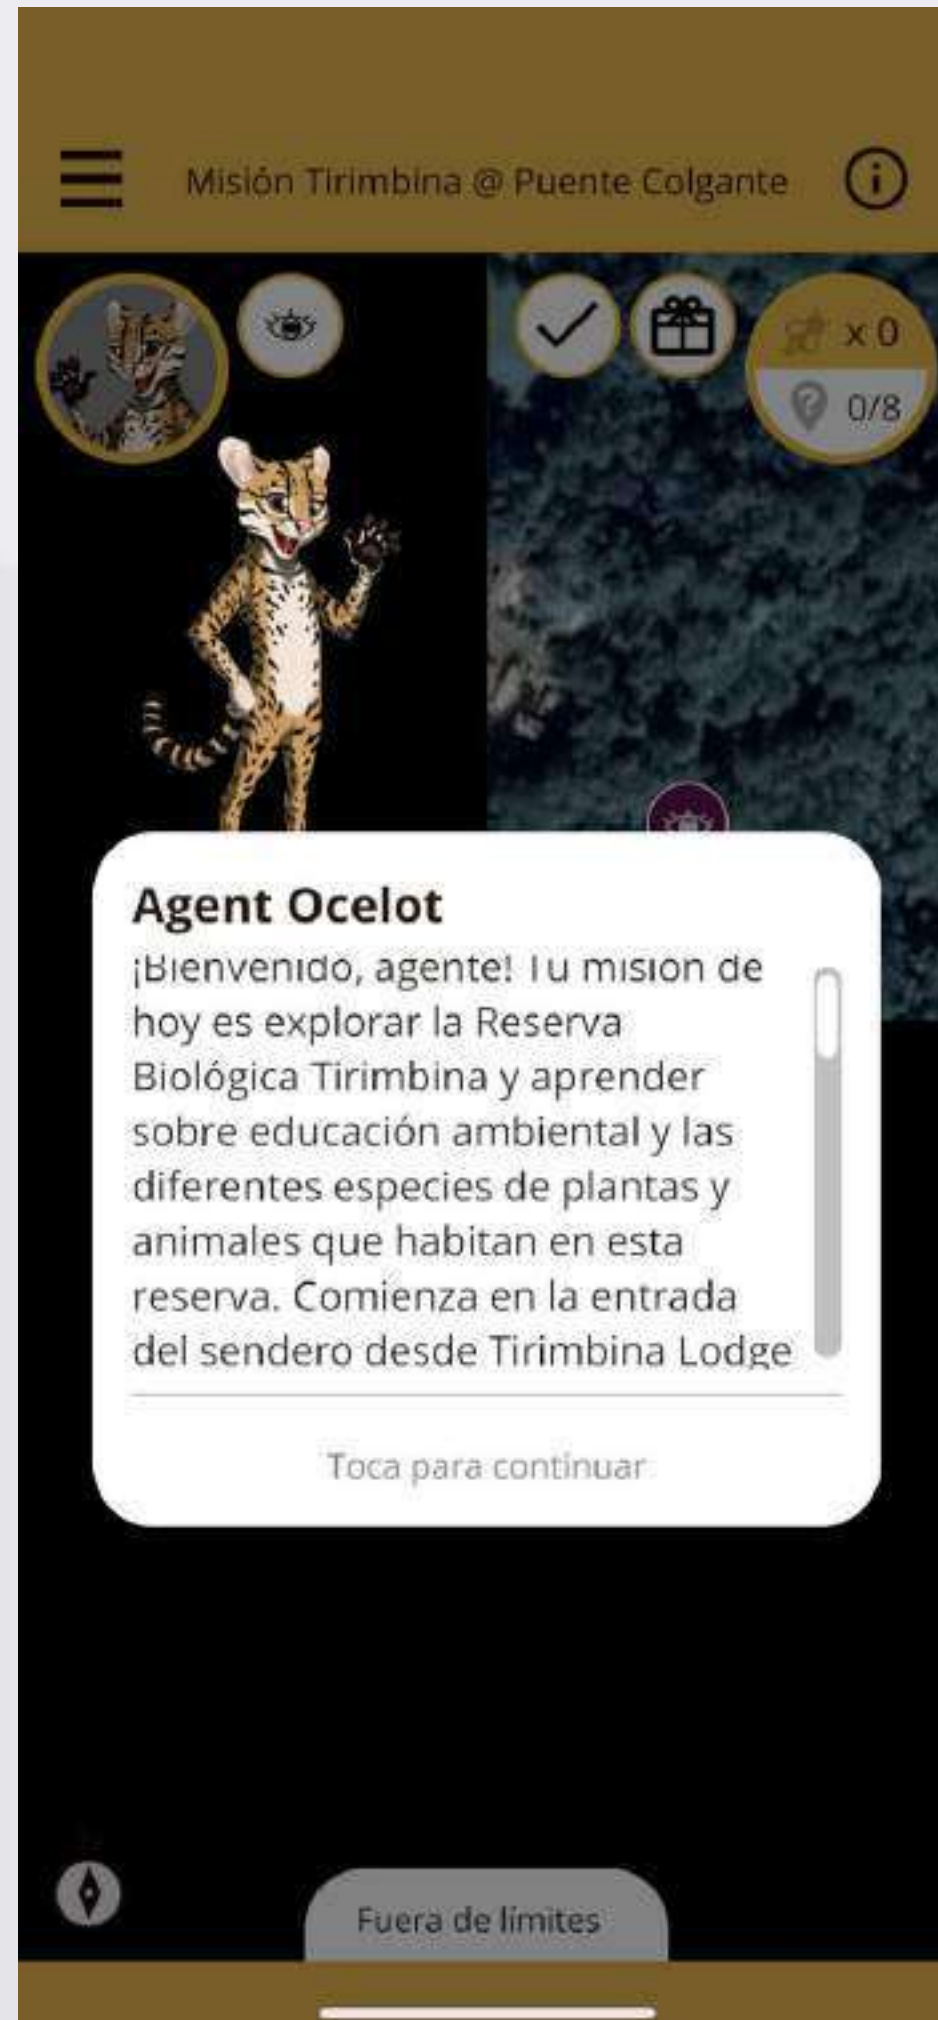 Misión Tirimbina @ Puente Colgante
x 0
0/8
Agent Ocelot
¡Bienvenido, agente! Tu misión de
hoy es explorar la Reserva
Biológica Tirimbina y aprender
sobre educación ambiental y las
diferentes especies de plantas y
animales que habitan en esta
reserva. Comienza en la entrada
del sendero desde Tirimbina Lodge
Toca para continuar
Fuera de límites